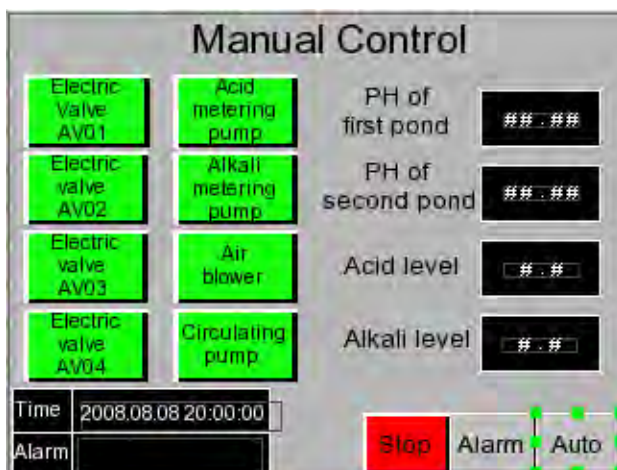 Manual Control
Electric
Valve
AV01
Acid
metering
pump
PH of
first pond
##.##
Electric
valve
AV02
Alkali
metering
pump
PH of
second pond
##.##
Electric
valve
AV03
Air
blower
Acid level
#.#
Electric
valve
AV04
Circulating
pump
Alkali level
#.#
Time 2008.08.08 20:00:00
Alarm
Stop Alarm Auto